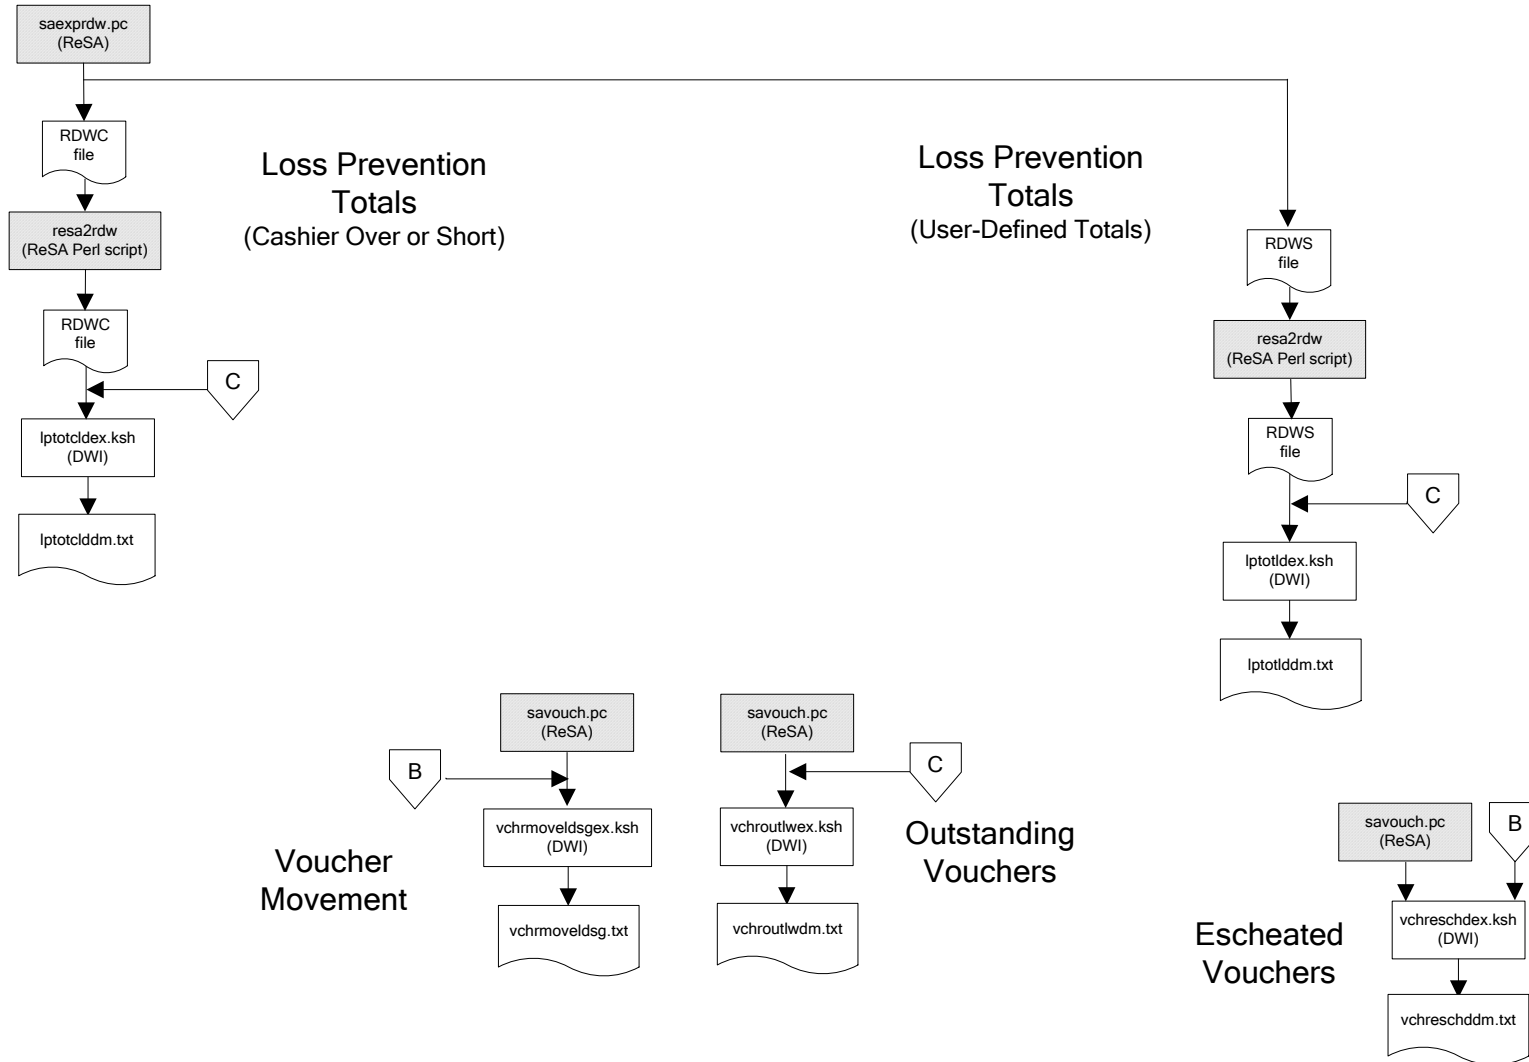 saexprdw.pc
(ReSA)
RDWC
file
Loss Prevention
Totals
(Cashier Over or Short)
resa2rdw
(ReSA Perl script)
RDWC
file
C
lptotcldex.ksh
(DWI)
lptotclddm.txt
Loss Prevention
Totals
(User-Defined Totals)
RDWS
file
resa2rdw
(ReSA Perl script)
RDWS
file
C
lptotldex.ksh
(DWI)
lptotlddm.txt
savouch.pc
(ReSA)
B
vchrmoveldsgex.ksh
(DWI)
Voucher
Movement
vchrmoveldsg.txt
savouch.pc
(ReSA)
C
vchroutlwex.ksh
(DWI)
Outstanding
Vouchers
vchroutlwdm.txt
savouch.pc
(ReSA)
B
vchreschdex.ksh
(DWI)
Escheated
Vouchers
vchreschddm.txt